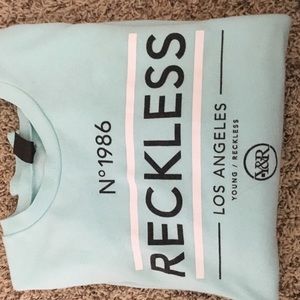 N° 1986
RECKLESS
LOS ANGELES
YOUNG / RECKLESS
Y&R